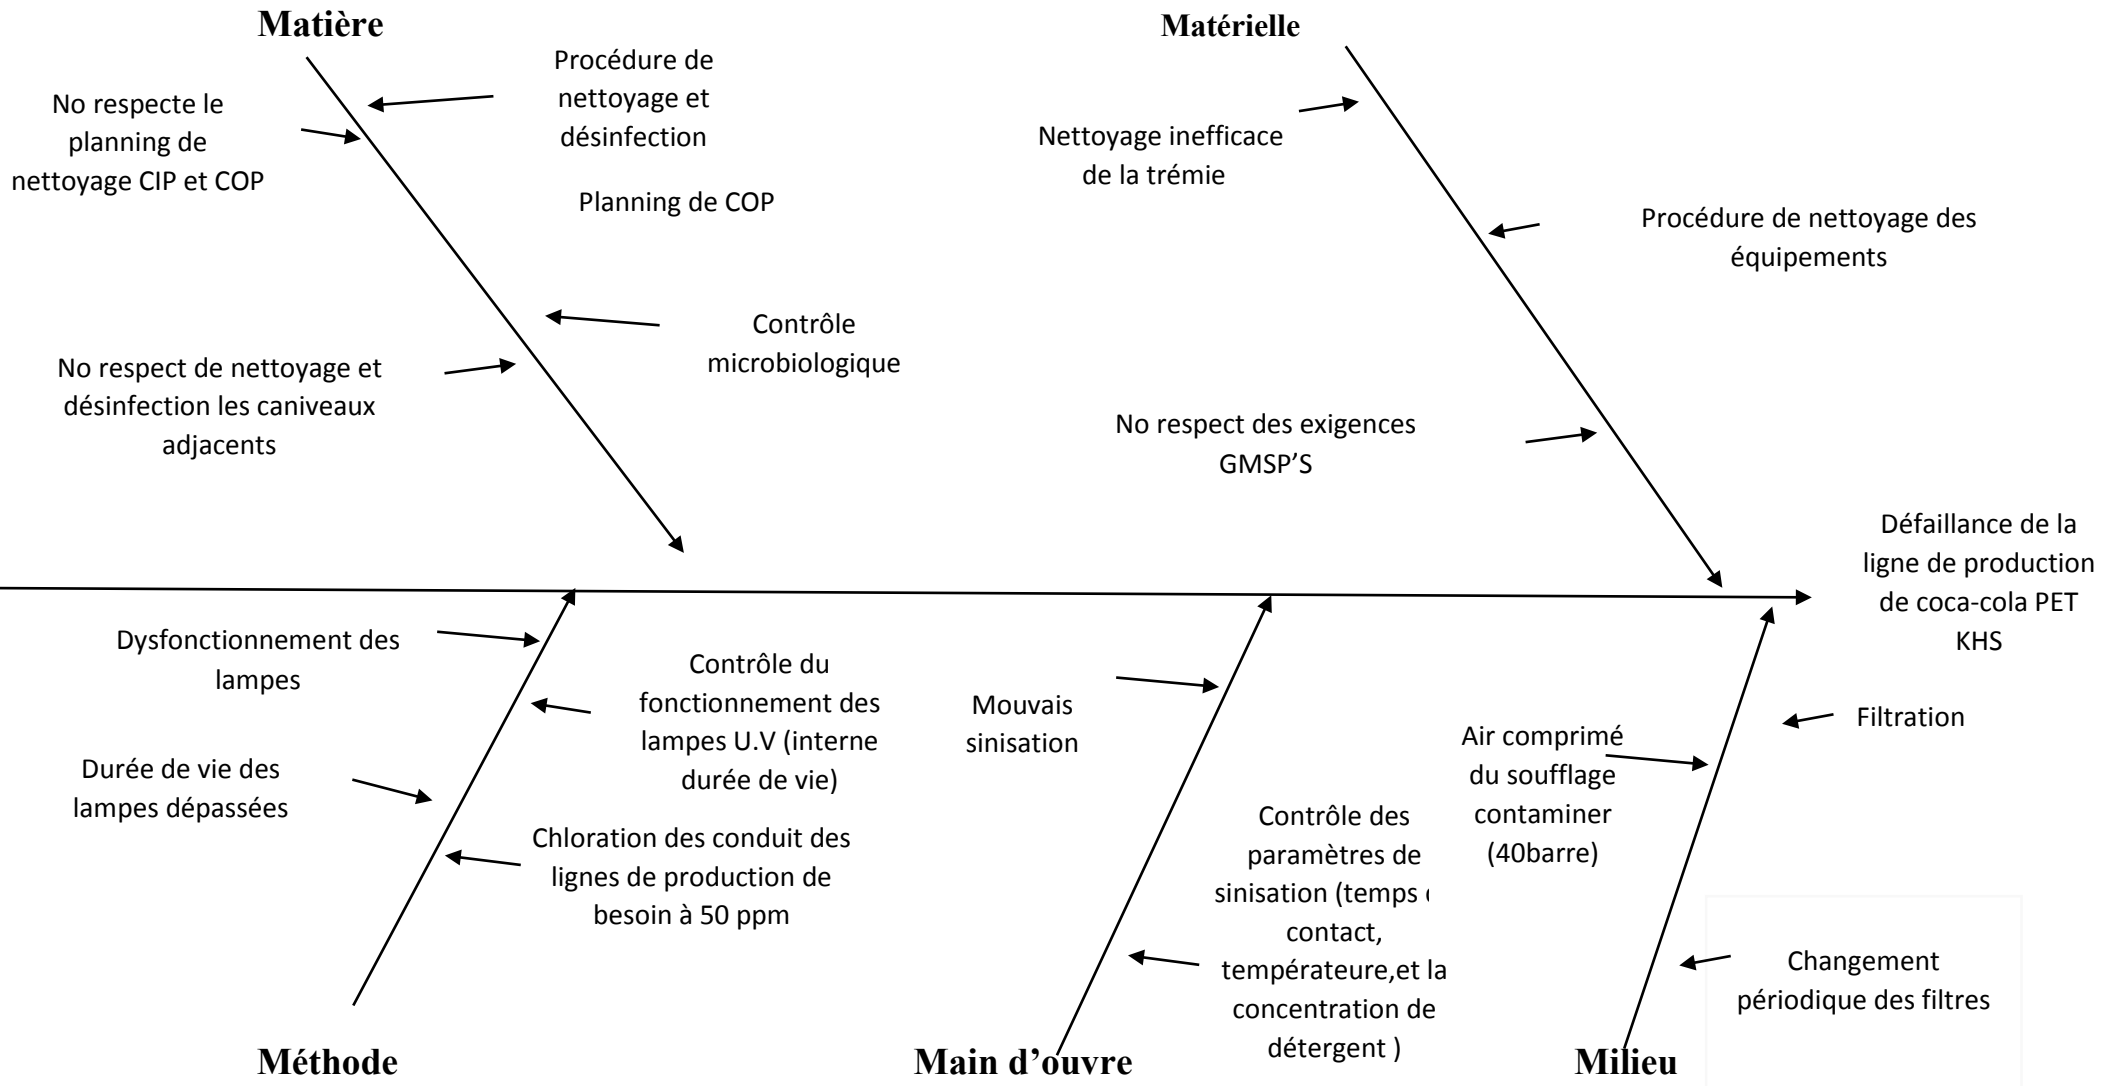 Matière
Matérielle
No respecte le
planning de
nettoyage CIP et COP
Procédure de
nettoyage et
désinfection
Planning de COP
Contrôle
microbiologique
No respect de nettoyage et
désinfection les caniveaux
adjacents
Nettoyage inefficace
de la trémie
Procédure de nettoyage des
équipements
No respect des exigences
GMSP’S
Défaillance de la
ligne de production
de coca-cola PET
KHS
Dysfonctionnement des
lampes
Contrôle du
fonctionnement des
lampes U.V (interne
durée de vie)
Durée de vie des
lampes dépassées
Chloration des conduit des
lignes de production de
besoin à 50 ppm
Mouvais
sinisation
Contrôle des
paramètres de
sinisation (temps
contact,
températeure,et la
concentration de
détergent )
Air comprimé
du soufflage
contaminer
(40barre)
Filtration
Changement
périodique des filtres
Méthode
Main d’ouvre
Milieu